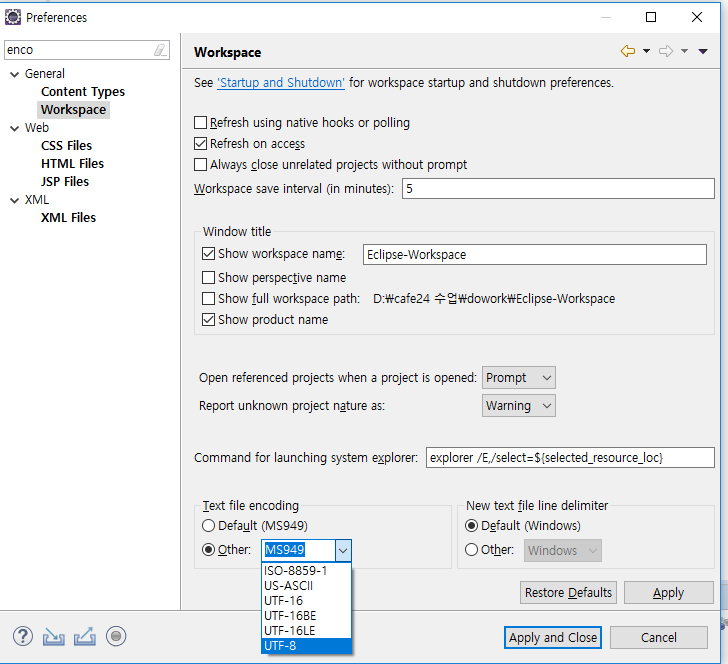 Preferences
enco
General
Content Types
Workspace
Web
CSS Files
HTML Files
JSP Files
XML
XML Files
Workspace
See 'Startup and Shutdown' for workspace startup and shutdown preferences.
Refresh using native hooks or polling
Refresh on access
Always close unrelated projects without prompt
Workspace save interval (in minutes): 5
Window title
Show workspace name: Eclipse-Workspace
Show perspective name
Show full workspace path: D:₩cafe24 수업₩dowork₩Eclipse-Workspace
Show product name
Open referenced projects when a project is opened: Prompt
Report unknown project nature as: Warning
Command for launching system explorer: explorer /E,/select=${selected_resource_loc}
Text file encoding
Default (MS949)
Other: MS949
ISO-8859-1
US-ASCII
UTF-16
UTF-16BE
UTF-16LE
UTF-8
New text file line delimiter
Default (Windows)
Other: Windows
Restore Defaults Apply
? Apply and Close Cancel